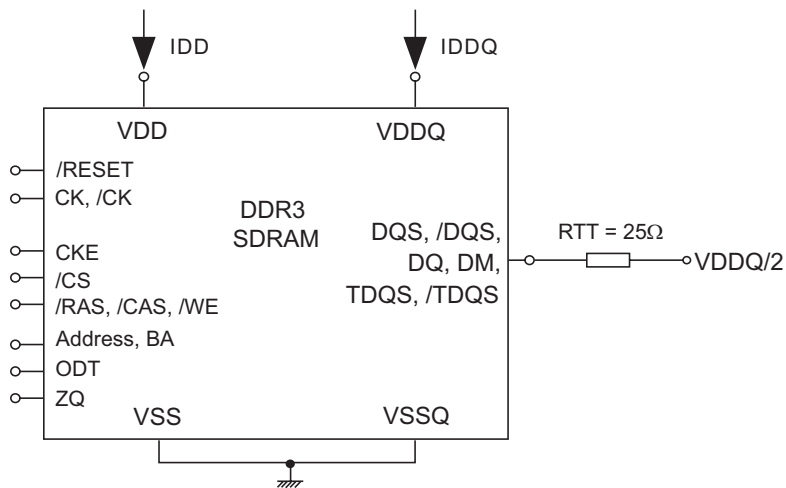 IDD
IDDQ
VDD
VDDQ
/RESET
CK, /CK
CKE
/CS
/RAS, /CAS, /WE
Address, BA
ODT
ZQ
DDR3
SDRAM
DQS, /DQS,
DQ, DM,
TDQS, /TDQS
RTT = 25Ω
VDDQ/2
VSS
VSSQ